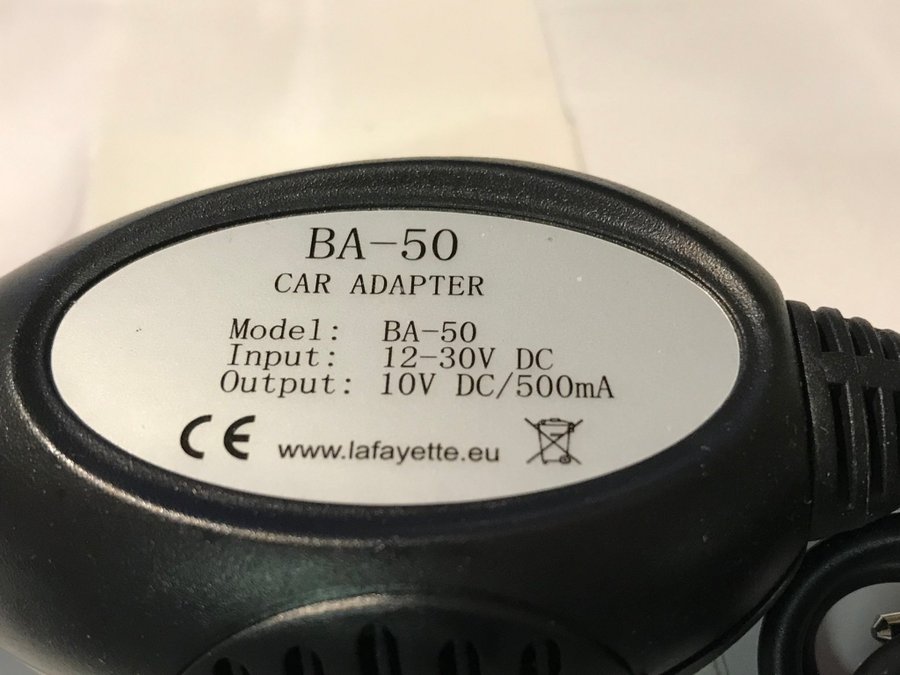 BA-50
CAR ADAPTER
Model: BA-50
Input: 12-30V DC
Output: 10V DC/500mA
CE www.lafayette.eu